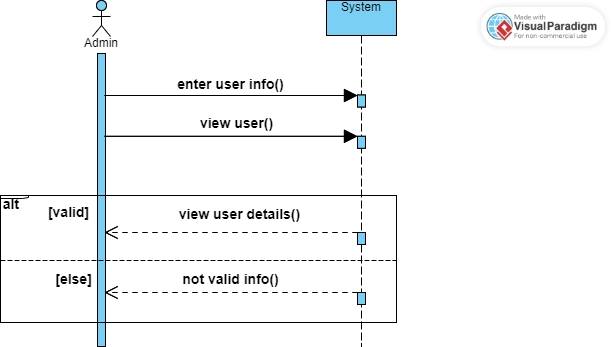 System
Made with
Visual Paradigm
For non-commercial use
Admin
enter user info()
view user()
alt
[valid]
view user details()
[else]
not valid info()